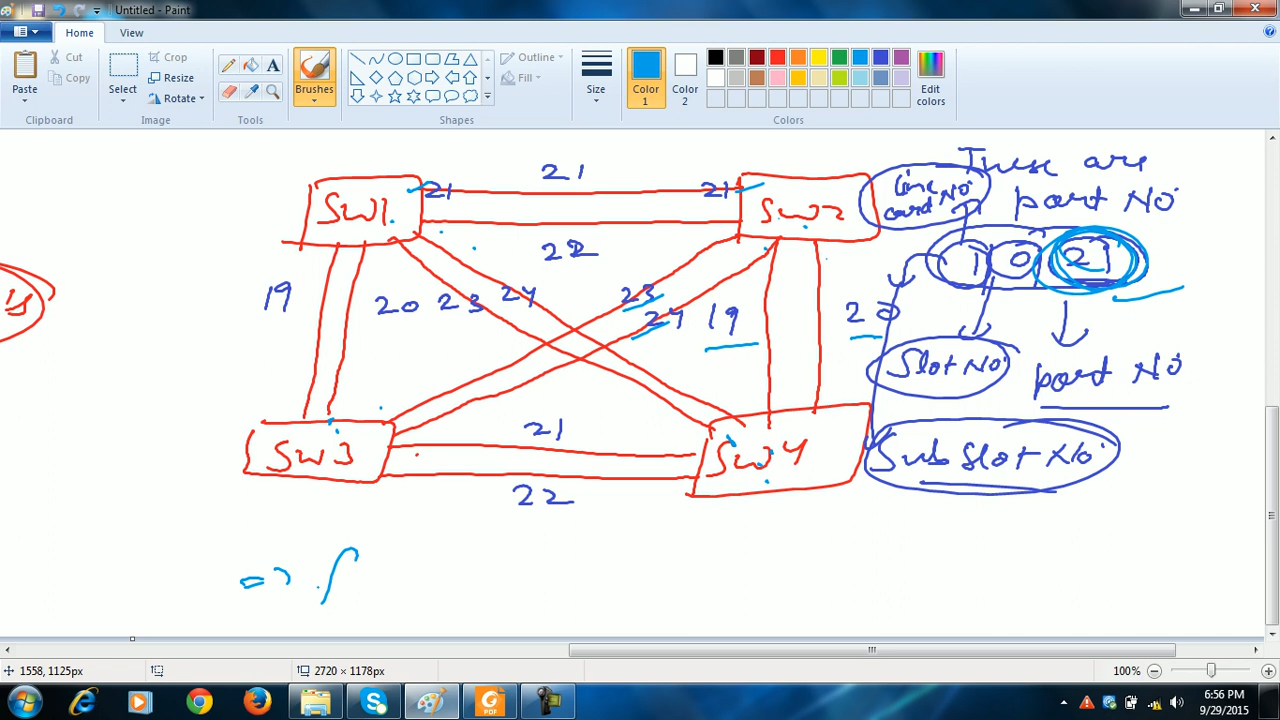 Untitled - Paint
Home
View
Paste
Cut
Copy
Clipboard
Select
Crop
Resize
Rotate
Image
Tools
Brushes
Outline
Fill
Shapes
Size
Color 1
Color 2
Edit colors
Colors
These are
port No
21
SW1
21
21
SW2
Line card No
22
1 0 21
19
20
23
24
23
24
19
20
Slot No
port No
21
SW3
SW4
Sub Slot No
22
=>
1558, 1125px
2720 × 1178px
100%
PDF
6:56 PM
9/29/2015